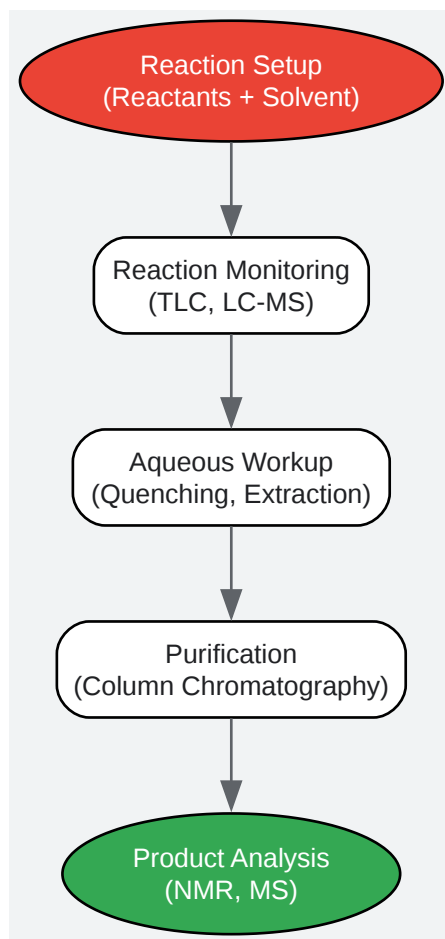 Reaction Setup
(Reactants + Solvent)
Reaction Monitoring
(TLC, LC-MS)
Aqueous Workup
(Quenching, Extraction)
Purification
(Column Chromatography)
Product Analysis
(NMR, MS)